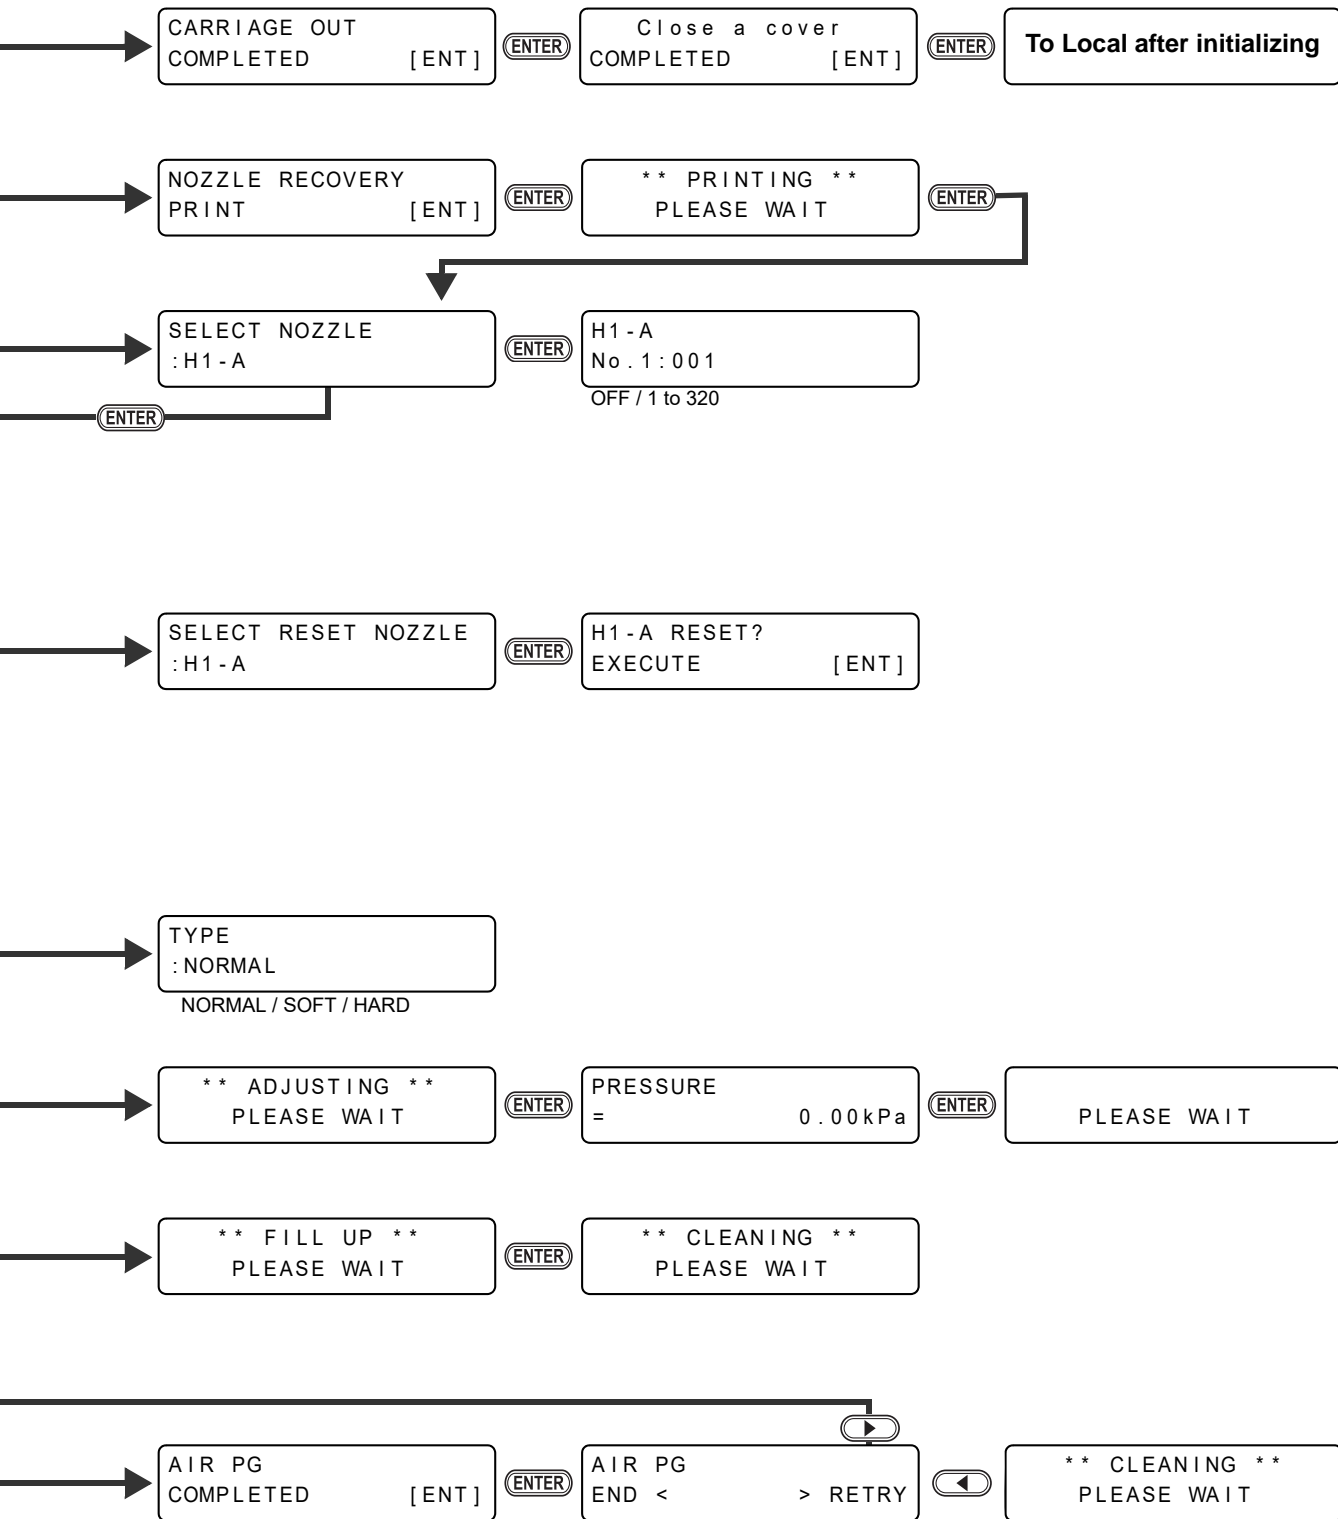 CARRIAGE OUT
COMPLETED [ENT]
ENTER
Close a cover
COMPLETED [ENT]
ENTER
To Local after initializing
NOZZLE RECOVERY
PRINT [ENT]
ENTER
** PRINTING **
PLEASE WAIT
ENTER
SELECT NOZZLE
:H1-A
ENTER
H1-A
No.1:001
OFF / 1 to 320
ENTER
SELECT RESET NOZZLE
:H1-A
ENTER
H1-A RESET?
EXECUTE [ENT]
TYPE
:NORMAL
NORMAL / SOFT / HARD
** ADJUSTING **
PLEASE WAIT
ENTER
PRESSURE
= 0.00kPa
ENTER
PLEASE WAIT
** FILL UP **
PLEASE WAIT
ENTER
** CLEANING **
PLEASE WAIT
AIR PG
COMPLETED [ENT]
ENTER
AIR PG
END < > RETRY
** CLEANING **
PLEASE WAIT